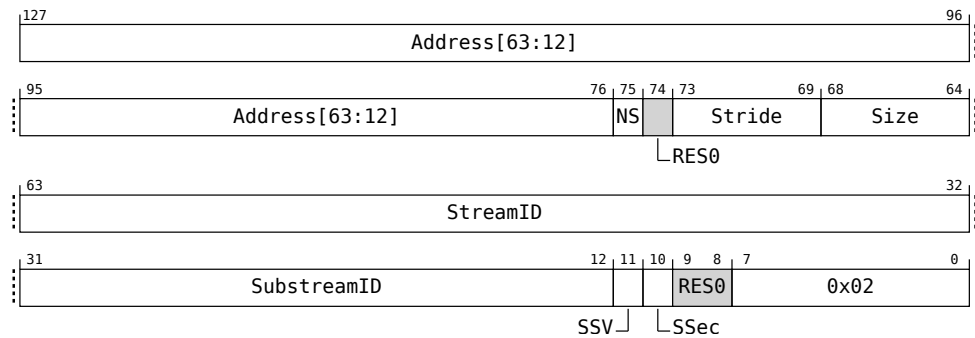 127 96
Address[63:12]
95 76 75 74 73 69 68 64
Address[63:12] NS Stride Size
RES0
63 32
StreamID
31 12 11 10 9 8 7 0
SubstreamID RES0 0x02
SSV SSec